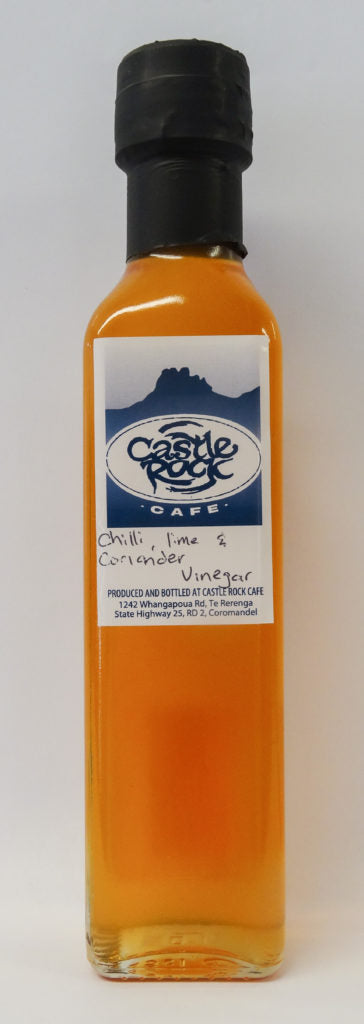 Castle
Rock
· CAFE ·
Chilli, lime &
Coriander
Vinegar
PRODUCED AND BOTTLED AT CASTLE ROCK CAFE
1242 Whangapoua Rd, Te Rerenga
State Highway 25, RD 2, Coromandel